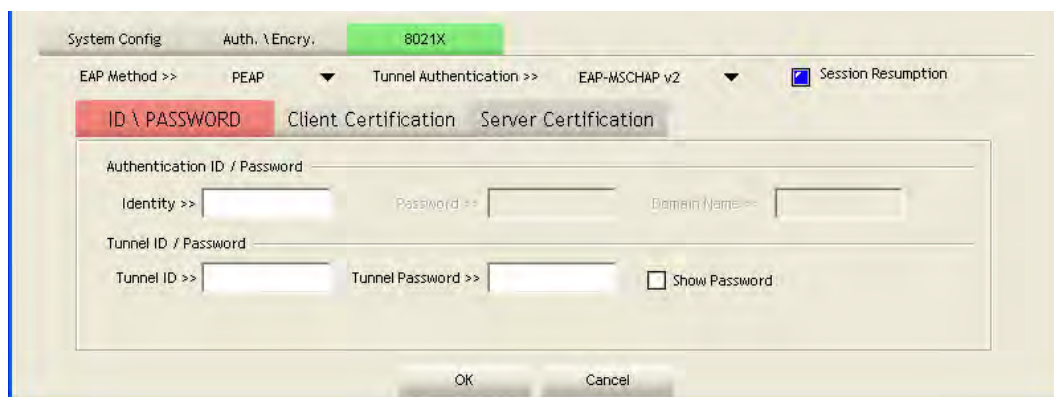 System Config Auth. \ Encry. 8021X
EAP Method >> PEAP Tunnel Authentication >> EAP-MSCHAP v2 Session Resumption
ID \ PASSWORD Client Certification Server Certification
Authentication ID / Password
Identity >> Password >> Domain Name >>
Tunnel ID / Password
Tunnel ID >> Tunnel Password >> Show Password
OK Cancel